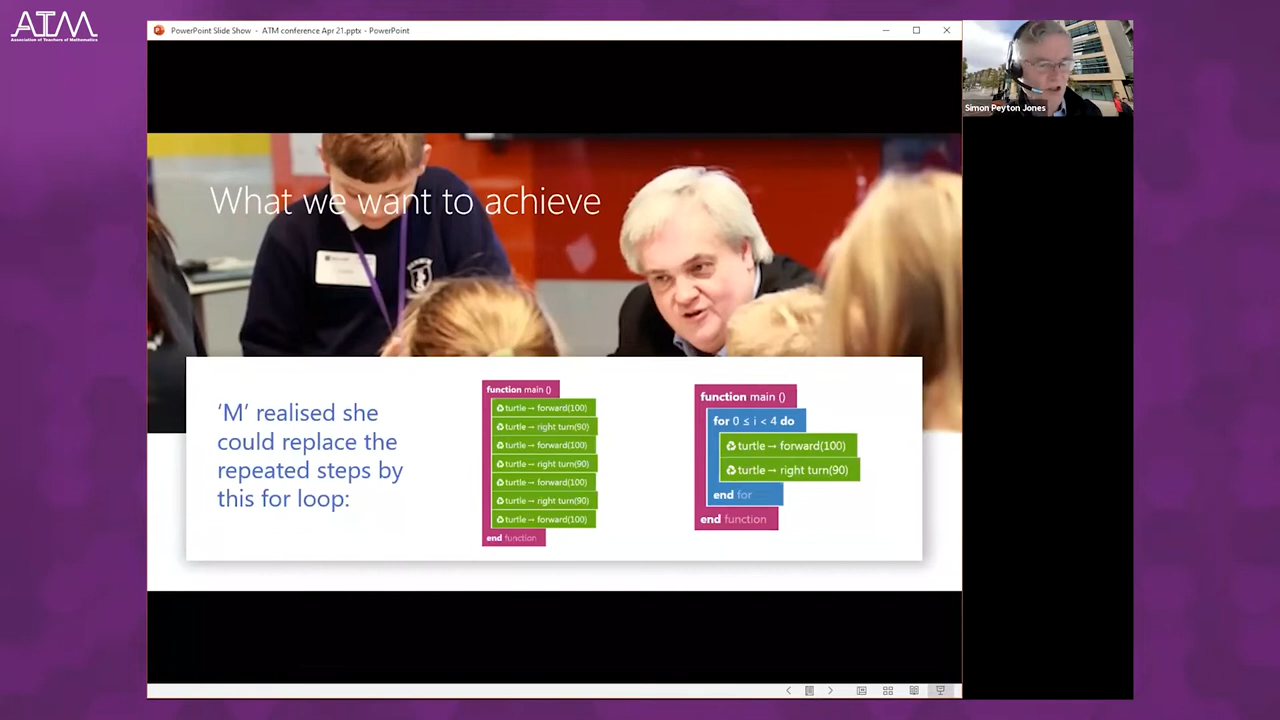 ATM
Association of Teachers of Mathematics
PowerPoint Slide Show - ATM conference Apr 21.pptx - PowerPoint
Simon Peyton Jones
What we want to achieve
‘M’ realised she
could replace the
repeated steps by
this for loop:
function main ()
turtle → forward(100)
turtle → right turn(90)
turtle → forward(100)
turtle → right turn(90)
turtle → forward(100)
turtle → right turn(90)
turtle → forward(100)
end function
function main ()
for 0 ≤ i < 4 do
turtle → forward(100)
turtle → right turn(90)
end for
end function